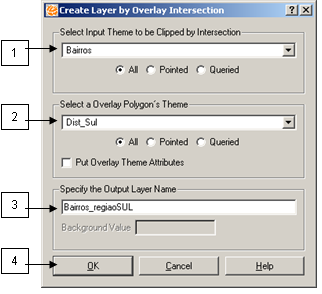 Create Layer by Overlay Intersection
Select Input Theme to be Clipped by Intersection
1
Bairros
All Pointed Queried
Select a Overlay Polygon's Theme
2
Dist_Sul
All Pointed Queried
Put Overlay Theme Attributes
Specify the Output Layer Name
3
Bairros_regiaoSUL
Background Value
4
OK Cancel Help